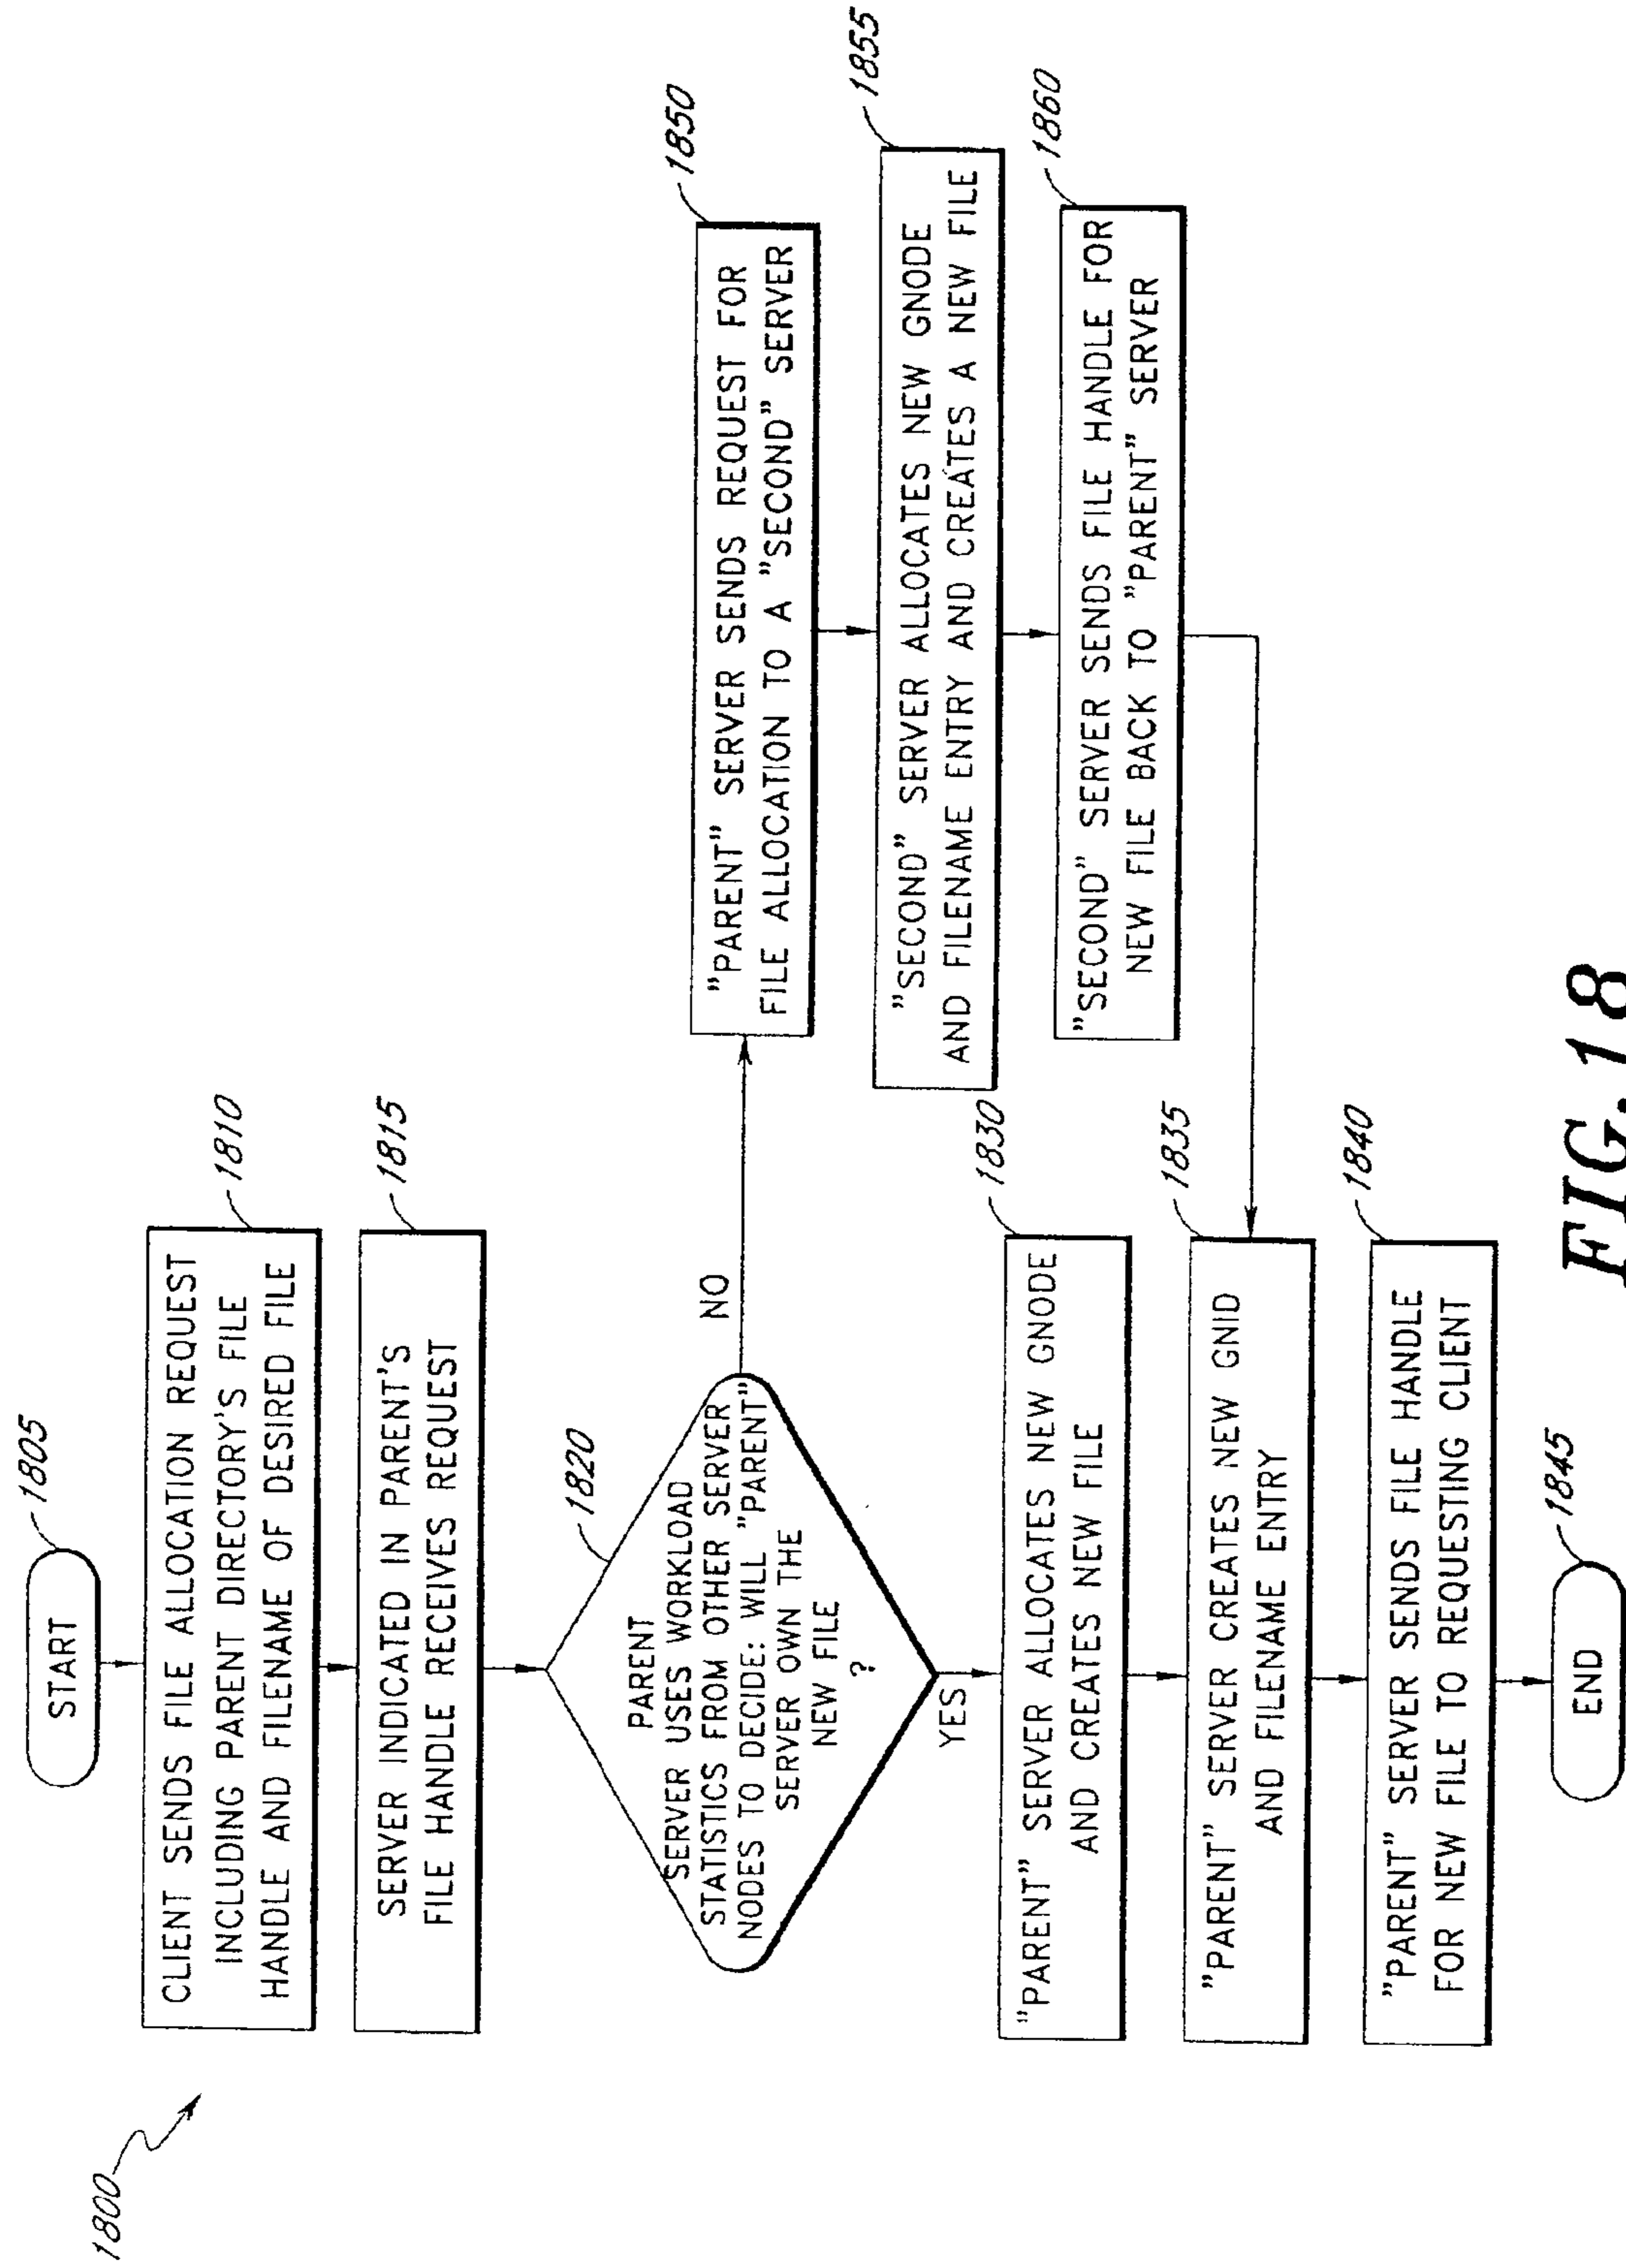 1800
START
1805
CLIENT SENDS FILE ALLOCATION REQUEST
INCLUDING PARENT DIRECTORY'S FILE
HANDLE AND FILENAME OF DESIRED FILE
1810
SERVER INDICATED IN PARENT'S
FILE HANDLE RECEIVES REQUEST
1815
PARENT
SERVER USES WORKLOAD
STATISTICS FROM OTHER SERVER
NODES TO DECIDE: WILL "PARENT"
SERVER OWN THE
NEW FILE
?
1820
NO
YES
"PARENT" SERVER ALLOCATES NEW GNODE
AND CREATES NEW FILE
1830
"PARENT" SERVER CREATES NEW GNID
AND FILENAME ENTRY
1835
"PARENT" SERVER SENDS FILE HANDLE
FOR NEW FILE TO REQUESTING CLIENT
1840
END
1845
"PARENT" SERVER SENDS REQUEST FOR
FILE ALLOCATION TO A "SECOND" SERVER
1850
"SECOND" SERVER ALLOCATES NEW GNODE
AND FILENAME ENTRY AND CREATES A NEW FILE
1855
"SECOND" SERVER SENDS FILE HANDLE FOR
NEW FILE BACK TO "PARENT" SERVER
1860
FIG.18